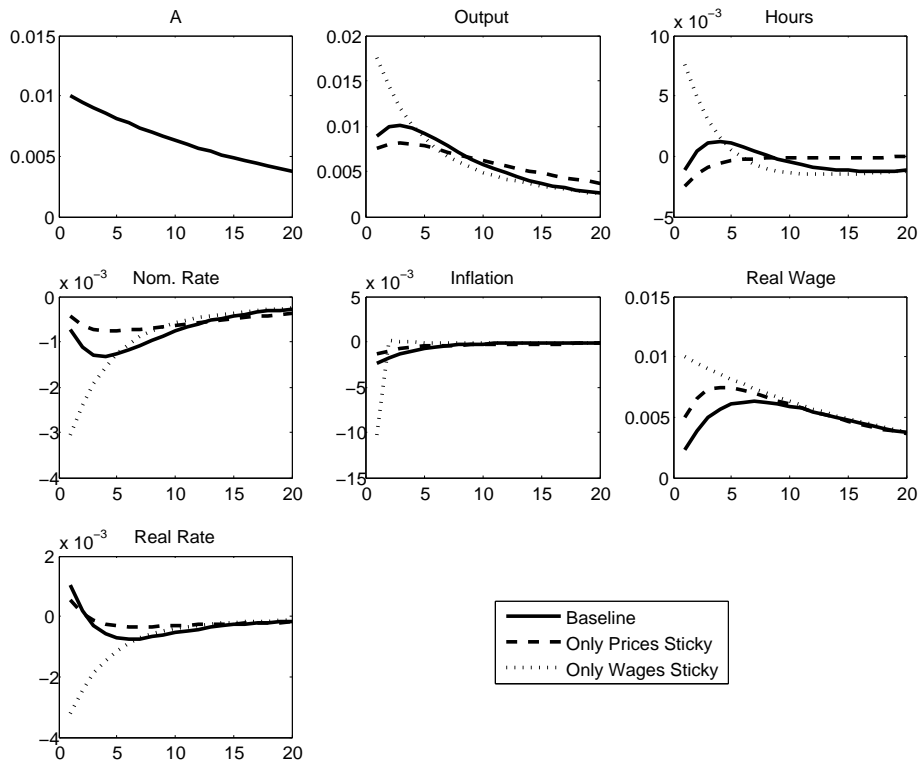 A
0.015
0.01
0.005
0
0 5 10 15 20
Output
0.02
0.015
0.01
0.005
0
0 5 10 15 20
Hours
x 10⁻³
10
5
0
−5
0 5 10 15 20
Nom. Rate
x 10⁻³
0
−1
−2
−3
−4
0 5 10 15 20
Inflation
x 10⁻³
5
0
−5
−10
−15
0 5 10 15 20
Real Wage
0.015
0.01
0.005
0
0 5 10 15 20
Real Rate
x 10⁻³
2
0
−2
−4
0 5 10 15 20
Baseline
Only Prices Sticky
Only Wages Sticky